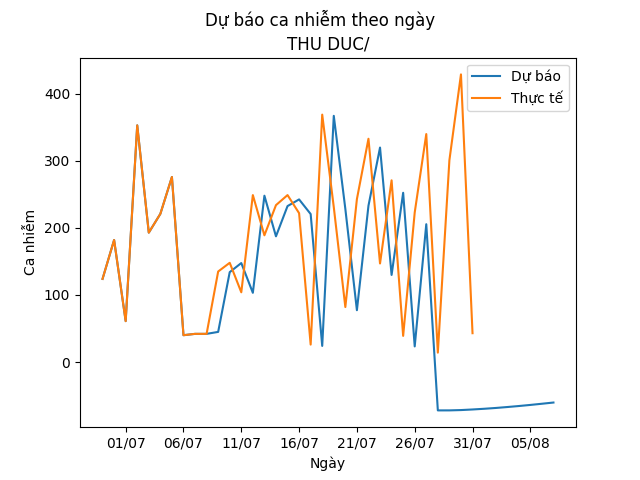 Dự báo ca nhiễm theo ngày
THU DUC/
Dự báo
Thực tế
Ca nhiễm
400
300
200
100
0
01/07 06/07 11/07 16/07 21/07 26/07 31/07 05/08
Ngày